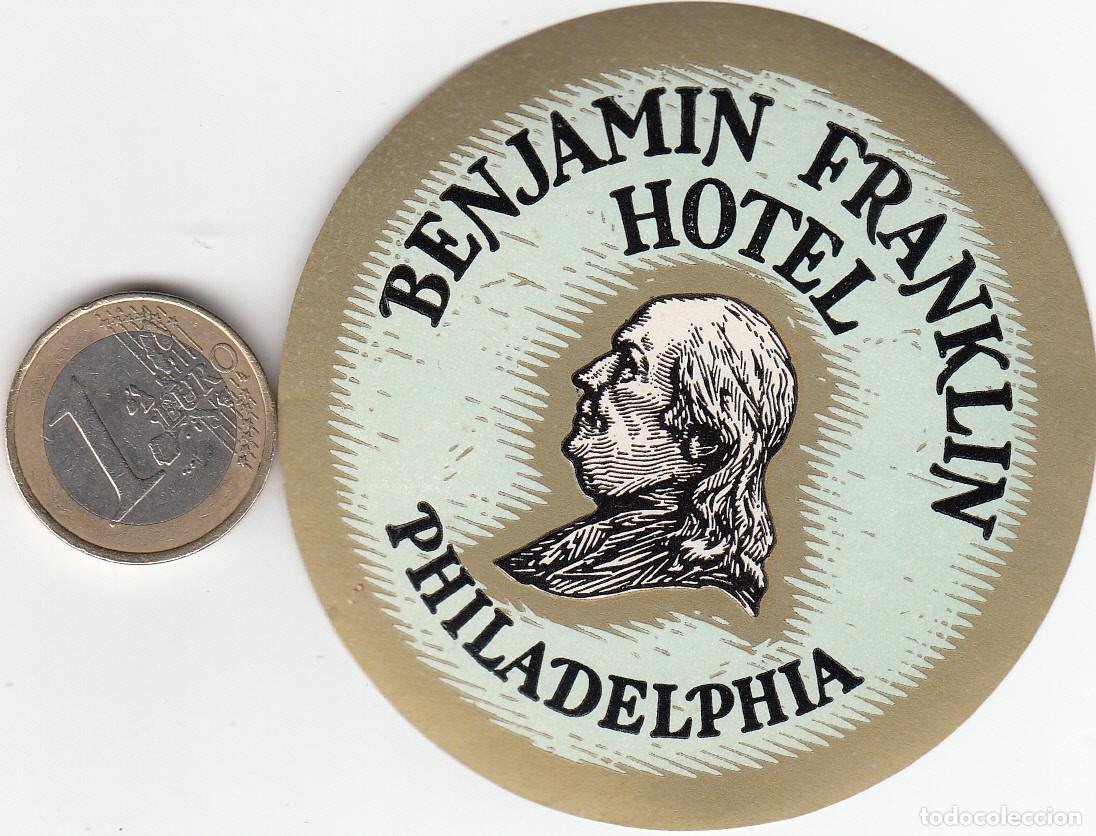 BENJAMIN FRANKLIN
HOTEL
PHILADELPHIA
1
EURO
todocoleccion